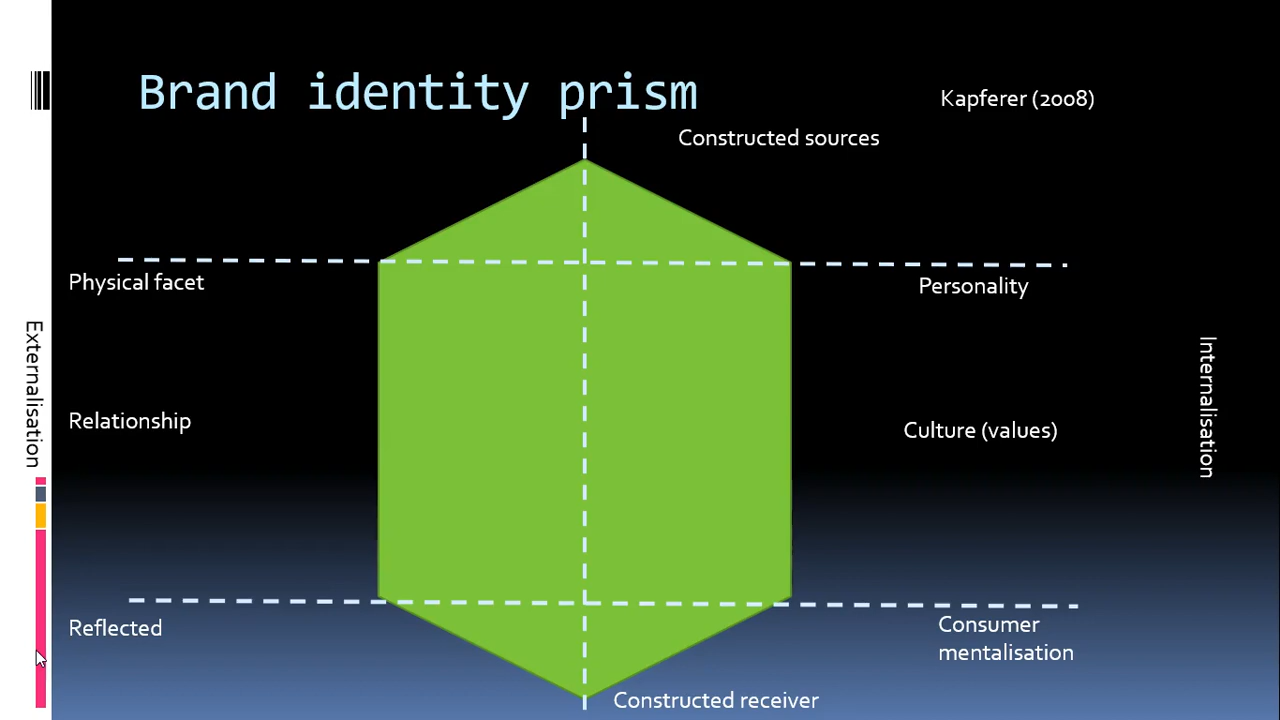 Brand identity prism
Kapferer (2008)
Constructed sources
Physical facet
Personality
Externalisation
Internalisation
Relationship
Culture (values)
Reflected
Consumer
mentalisation
Constructed receiver